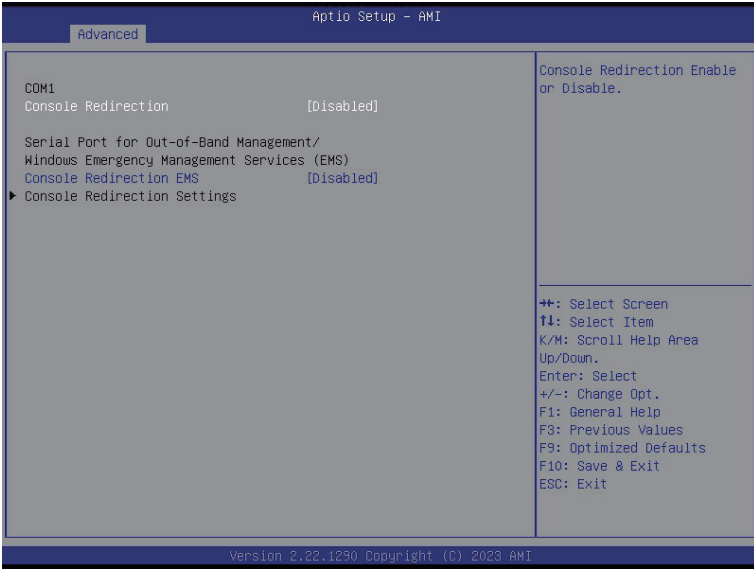 Aptio Setup – AMI
Advanced
COM1
Console Redirection [Disabled]
Serial Port for Out-of-Band Management/
Windows Emergency Management Services (EMS)
Console Redirection EMS [Disabled]
▶ Console Redirection Settings
Console Redirection Enable
or Disable.
→←: Select Screen
↑↓: Select Item
K/M: Scroll Help Area
Up/Down.
Enter: Select
+/-: Change Opt.
F1: General Help
F3: Previous Values
F9: Optimized Defaults
F10: Save & Exit
ESC: Exit
Version 2.22.1290 Copyright (C) 2023 AMI